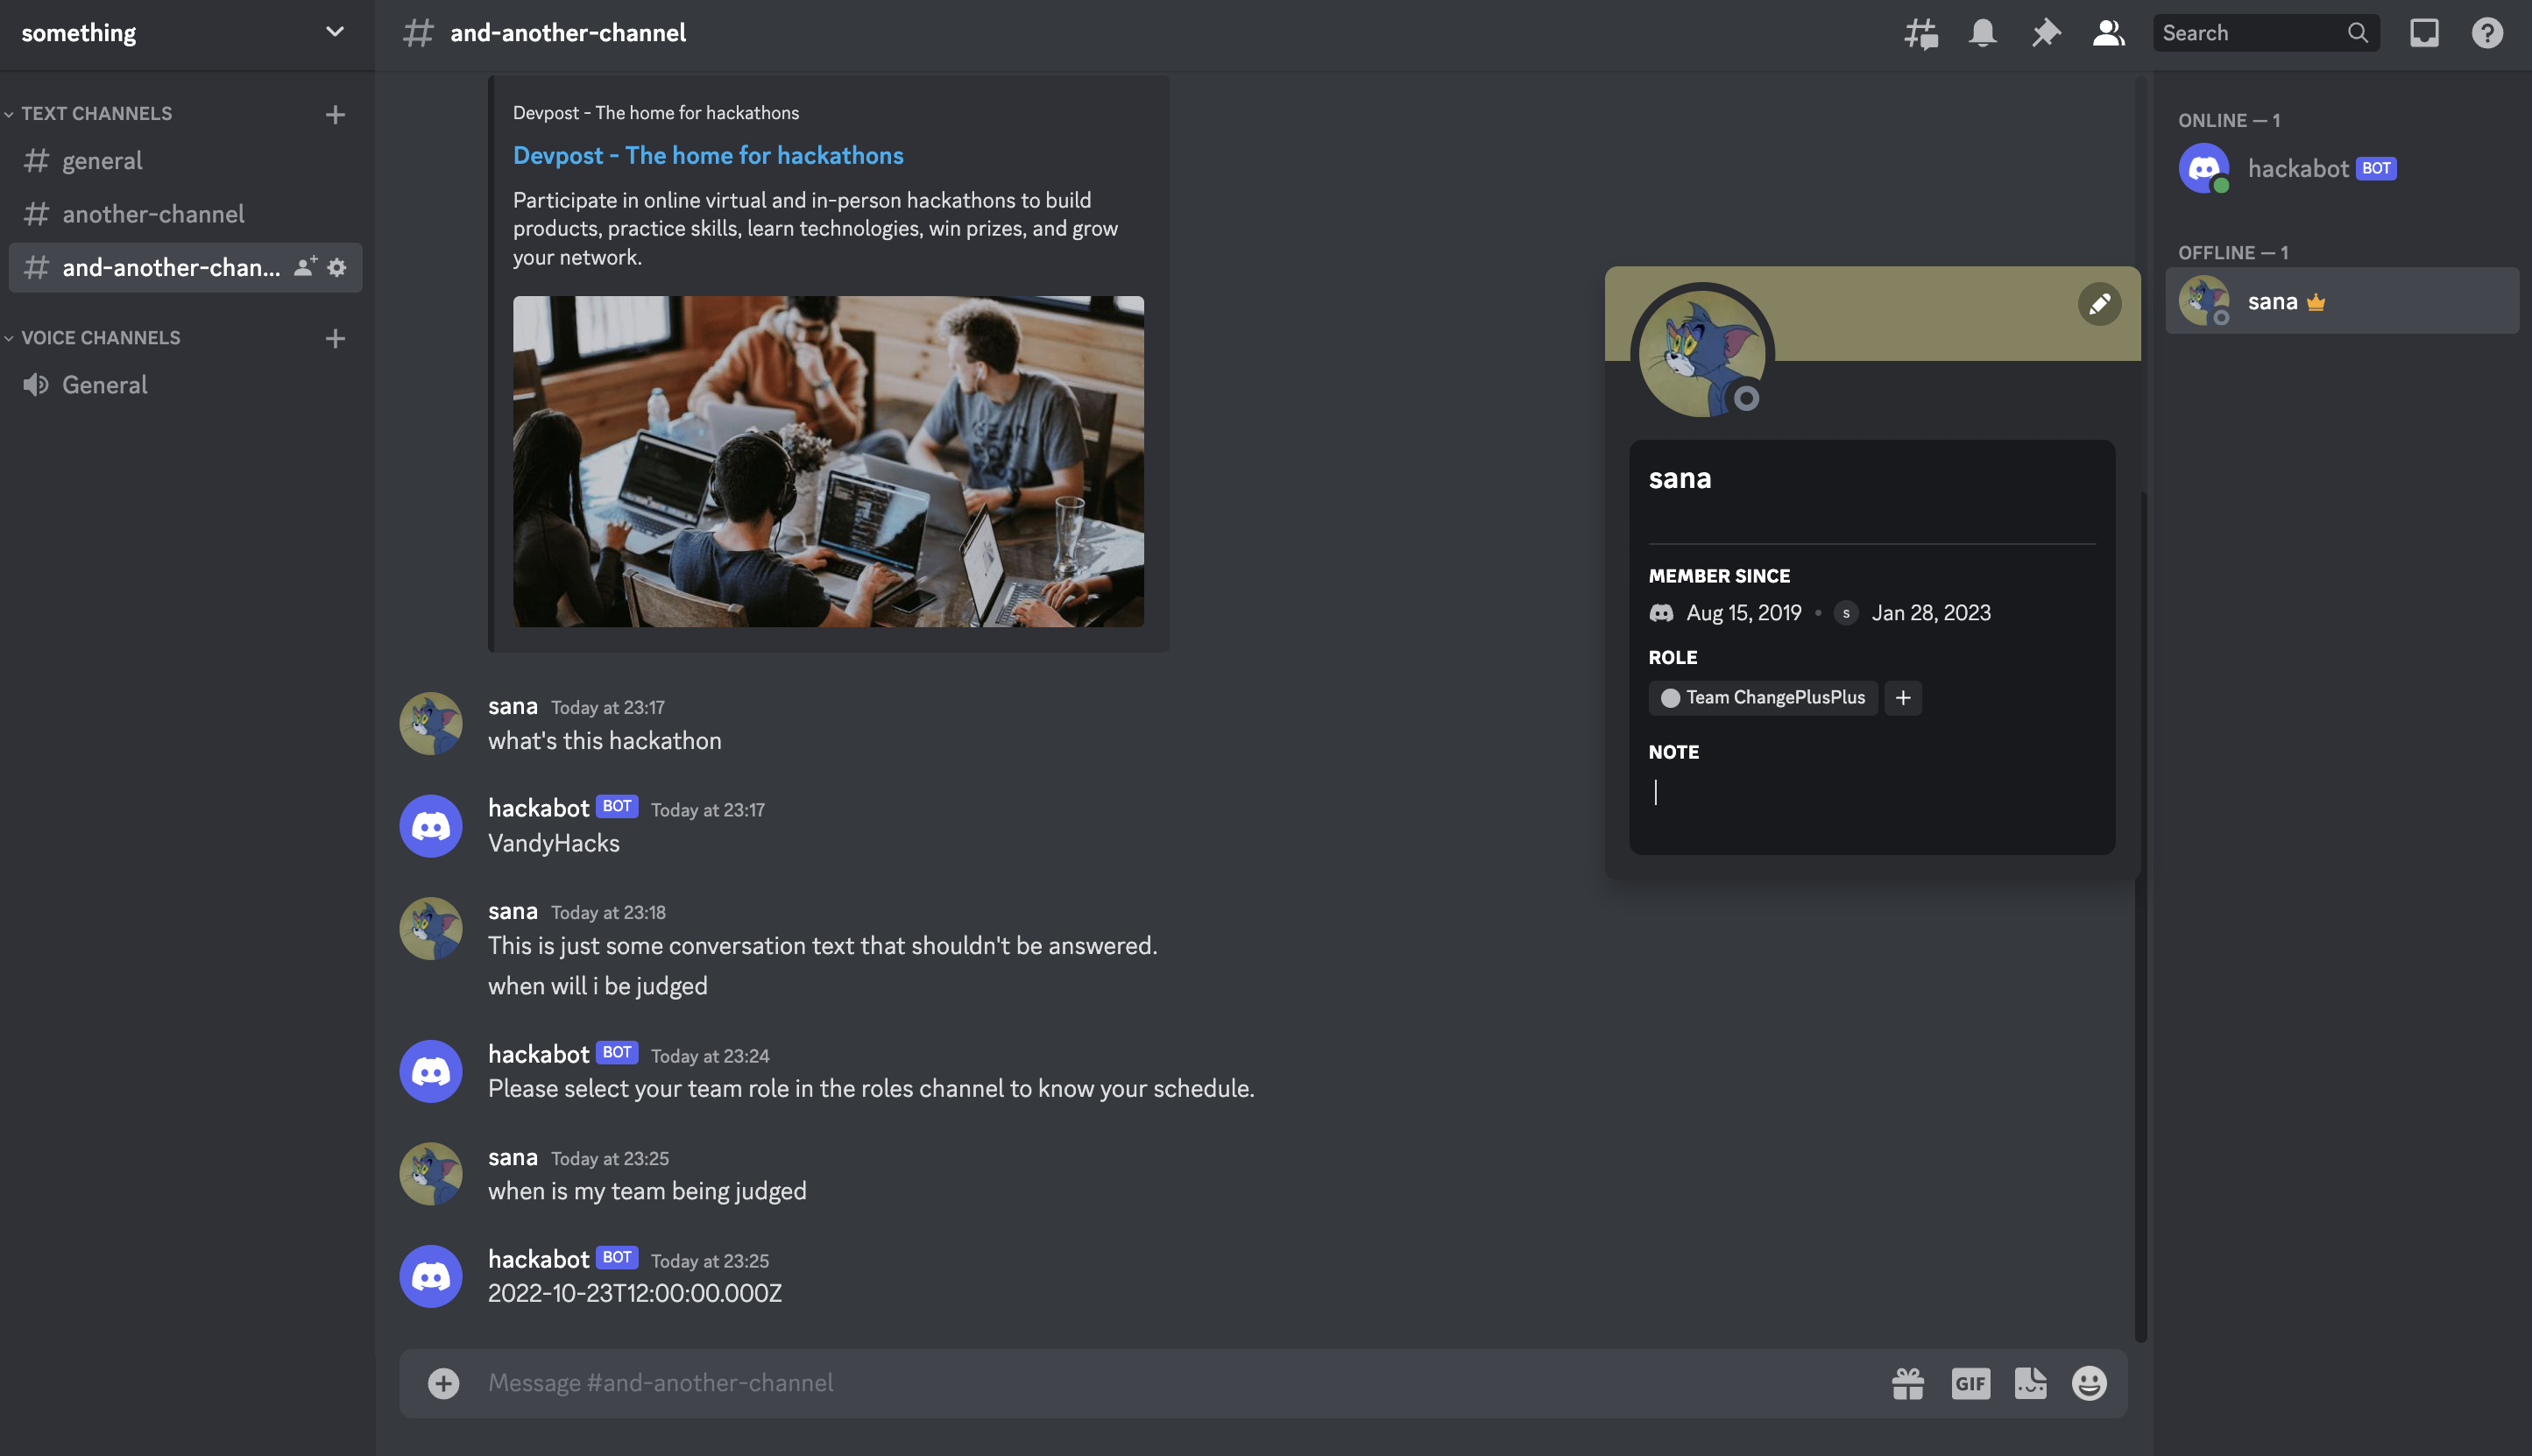 something
TEXT CHANNELS
general
another-channel
and-another-chan...
VOICE CHANNELS
General
and-another-channel
Search
Devpost - The home for hackathons
Devpost - The home for hackathons
Participate in online virtual and in-person hackathons to build
products, practice skills, learn technologies, win prizes, and grow
your network.
sana Today at 23:17
what's this hackathon
hackabot BOT Today at 23:17
VandyHacks
sana Today at 23:18
This is just some conversation text that shouldn't be answered.
when will i be judged
hackabot BOT Today at 23:24
Please select your team role in the roles channel to know your schedule.
sana Today at 23:25
when is my team being judged
hackabot BOT Today at 23:25
2022-10-23T12:00:00.000Z
Message #and-another-channel
GIF
sana
MEMBER SINCE
Aug 15, 2019 • s Jan 28, 2023
ROLE
Team ChangePlusPlus +
NOTE
ONLINE — 1
hackabot BOT
OFFLINE — 1
sana